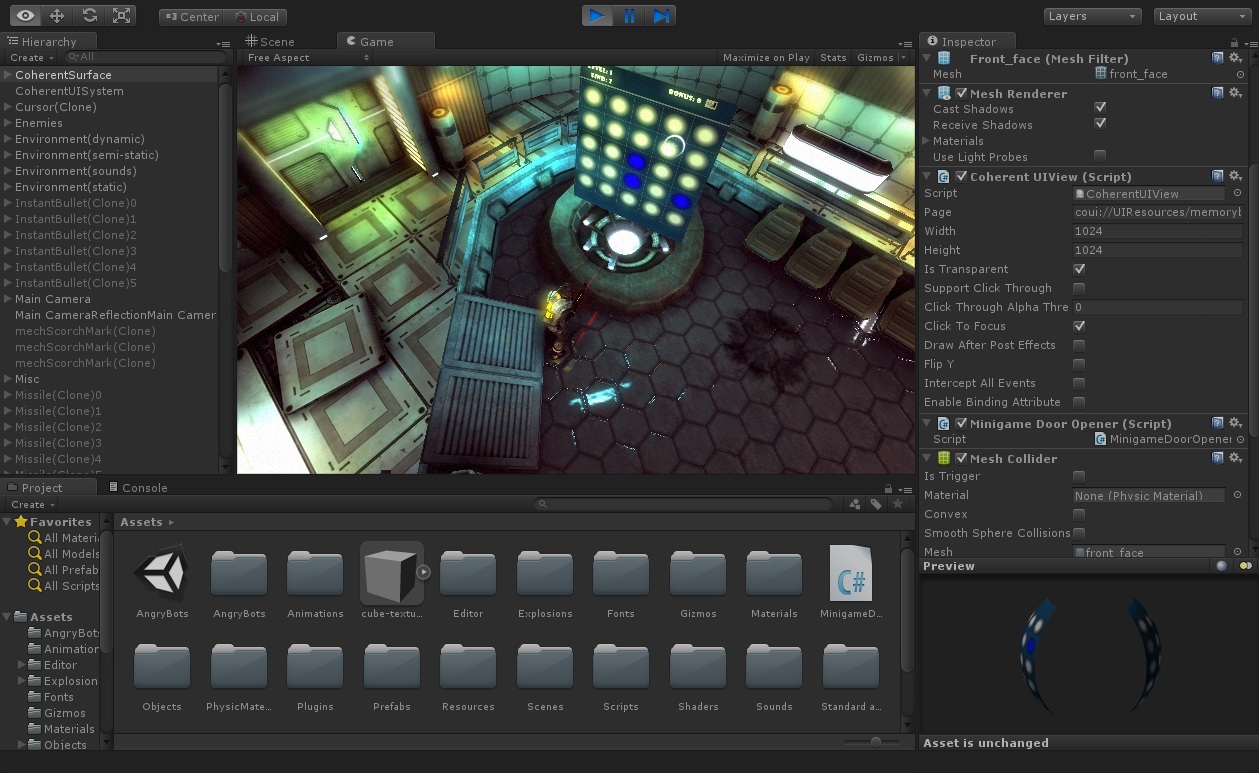 Center Local
Layers
Layout
Hierarchy
Create
All
CoherentSurface
CoherentUISystem
Cursor(Clone)
Enemies
Environment(dynamic)
Environment(semi-static)
Environment(sounds)
Environment(static)
InstantBullet(Clone)0
InstantBullet(Clone)1
InstantBullet(Clone)2
InstantBullet(Clone)3
InstantBullet(Clone)4
InstantBullet(Clone)5
Main Camera
Main CameraReflectionMain Camer
mechScorchMark(Clone)
mechScorchMark(Clone)
mechScorchMark(Clone)
Misc
Missile(Clone)0
Missile(Clone)1
Missile(Clone)2
Missile(Clone)3
Missile(Clone)4
Scene
Game
Free Aspect
Maximize on Play
Stats
Gizmos
BONUS: 0
Inspector
Front_face (Mesh Filter)
Mesh front_face
Mesh Renderer
Cast Shadows
Receive Shadows
Materials
Use Light Probes
Coherent UIView (Script)
Script CoherentUIView
Page coui://UIResources/memoryb
Width 1024
Height 1024
Is Transparent
Support Click Through
Click Through Alpha Thre 0
Click To Focus
Draw After Post Effects
Flip Y
Intercept All Events
Enable Binding Attribute
Minigame Door Opener (Script)
Script MinigameDoorOpener
Mesh Collider
Is Trigger
Material None (Physic Material)
Convex
Smooth Sphere Collisions
Mesh front_face
Preview
Asset is unchanged
Project
Console
Create
Favorites
All Materia
All Models
All Prefab
All Scripts
Assets
AngryBots
Animation
Editor
Explosion
Fonts
Gizmos
Materials
Objects
Assets
AngryBots
AngryBots
Animations
cube-textu...
Editor
Explosions
Fonts
Gizmos
Materials
C#
MinigameD...
Objects
PhysicMate...
Plugins
Prefabs
Resources
Scenes
Scripts
Shaders
Sounds
Standard a...